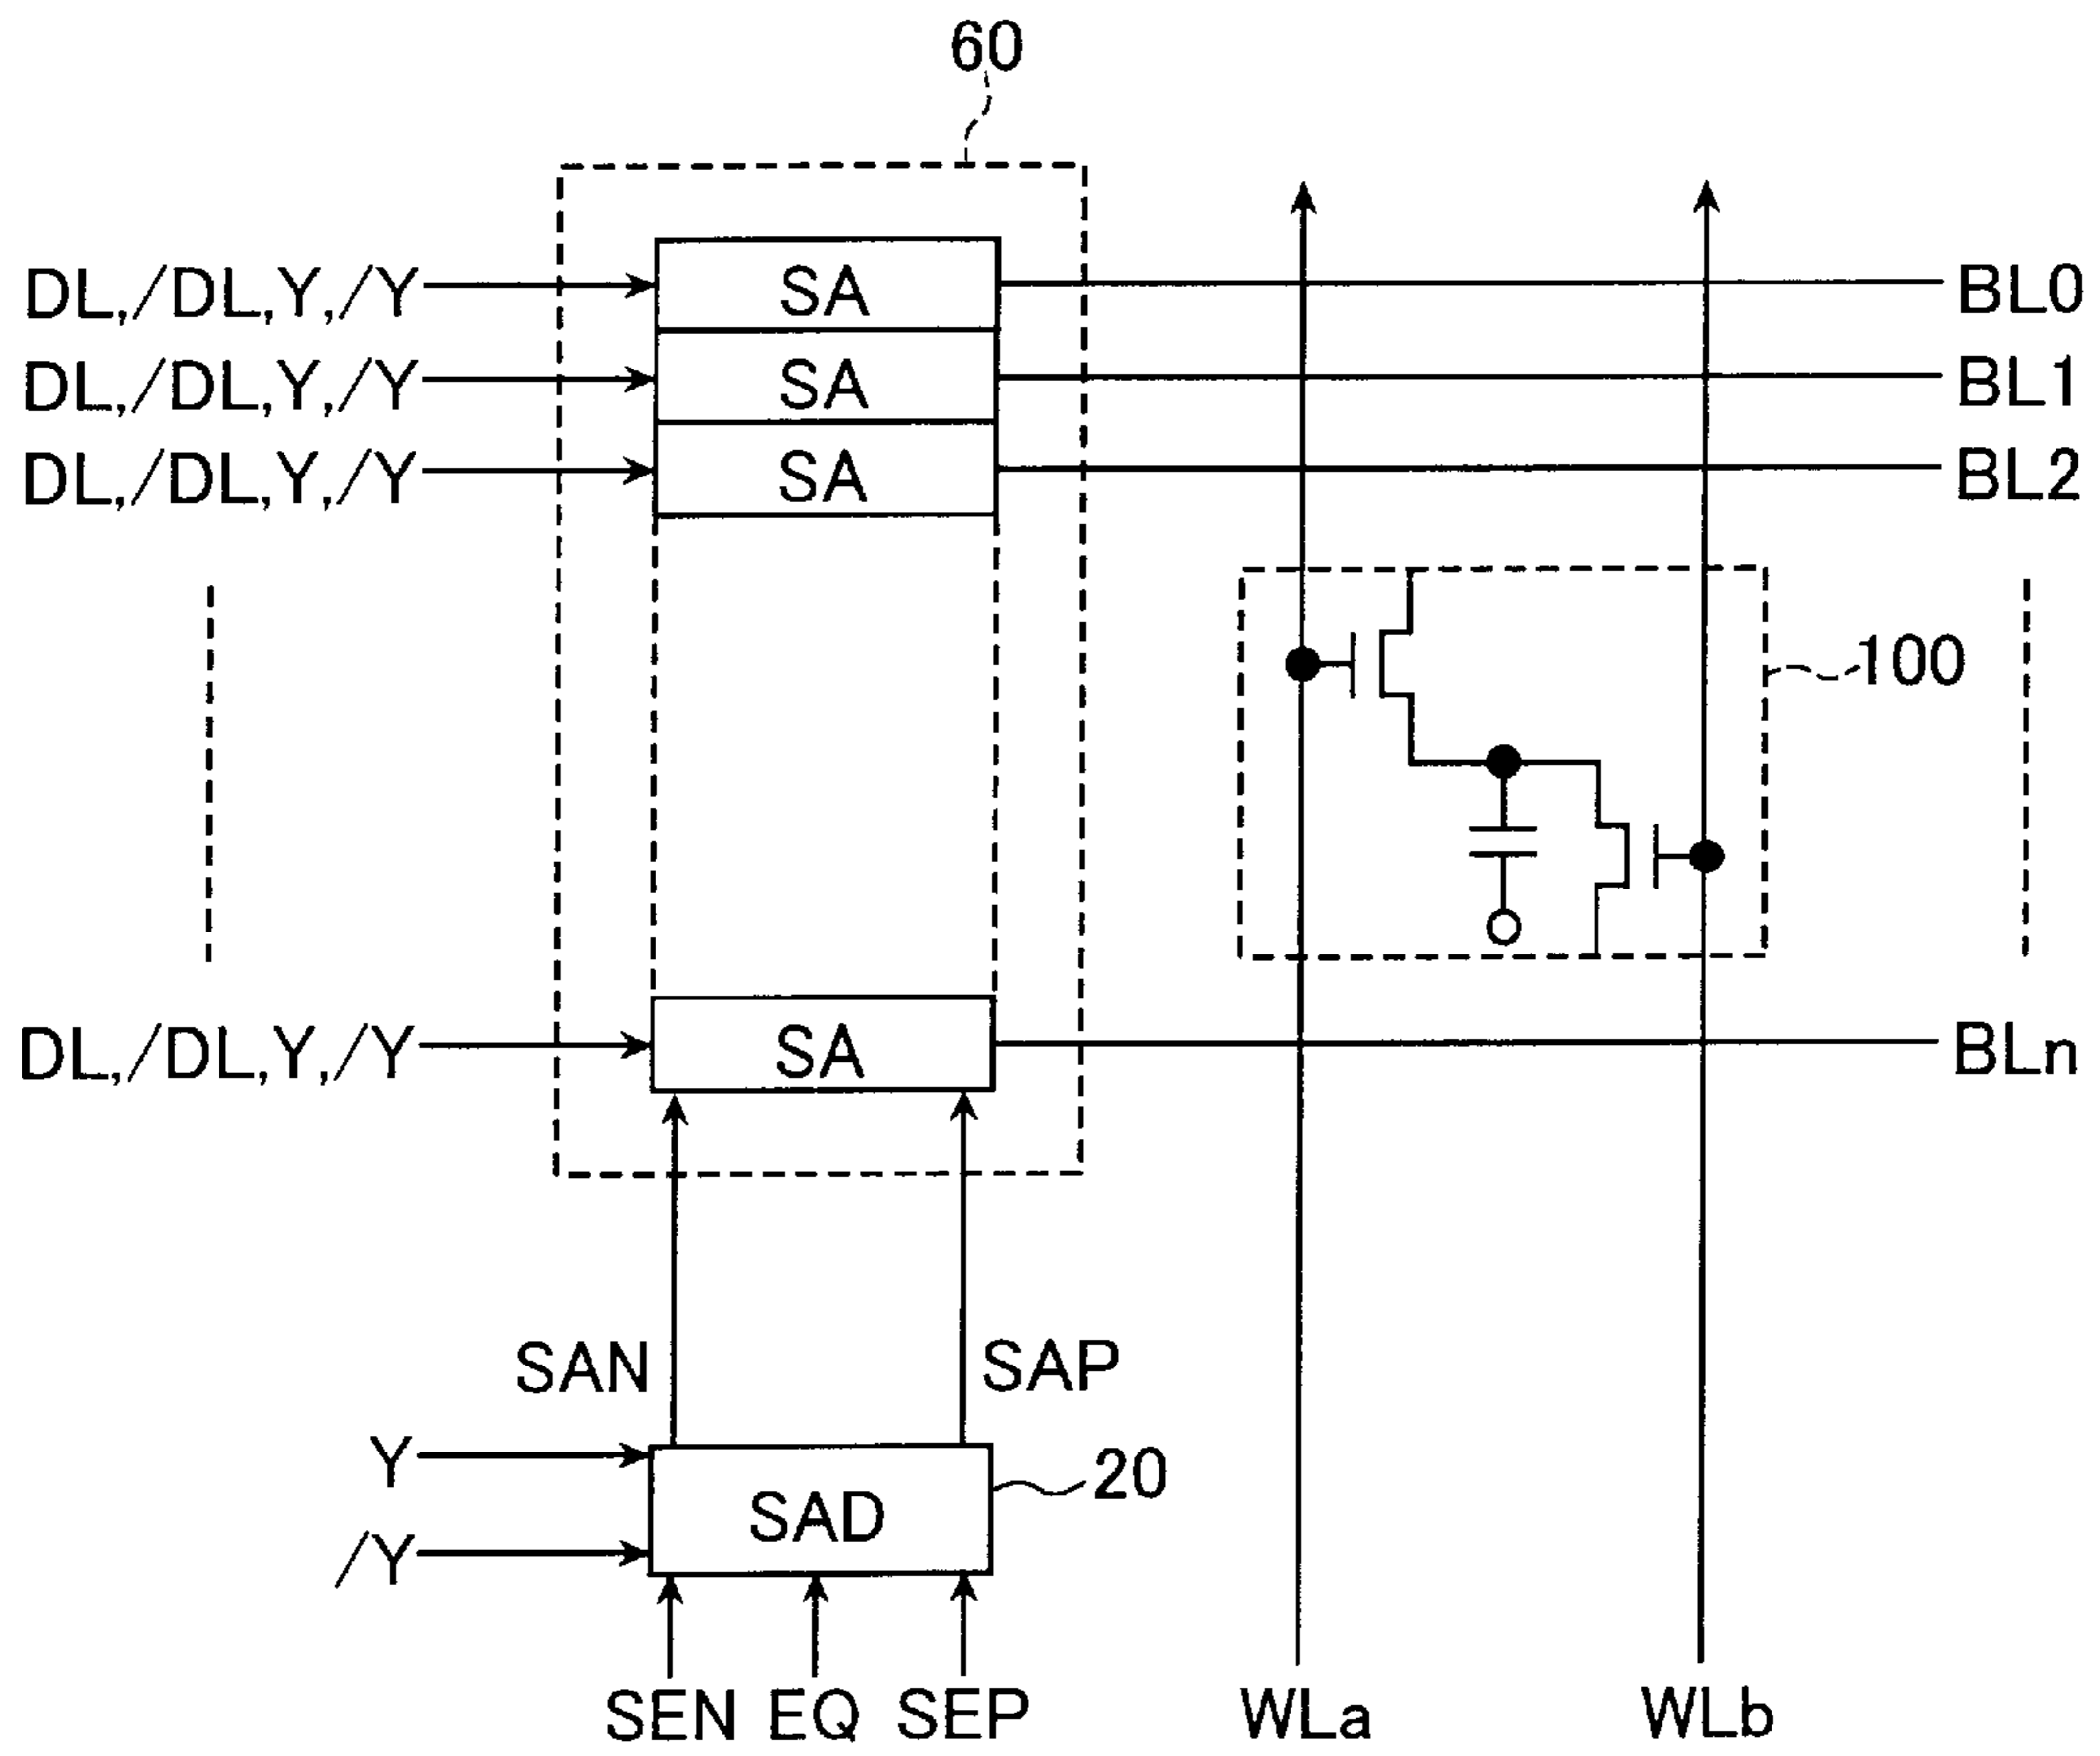 60
DL,/DL,Y,/Y SA BL0
DL,/DL,Y,/Y SA BL1
DL,/DL,Y,/Y SA BL2
100
DL,/DL,Y,/Y SA BLn
SAN SAP
Y
SAD 20
/Y
SEN EQ SEP WLa WLb